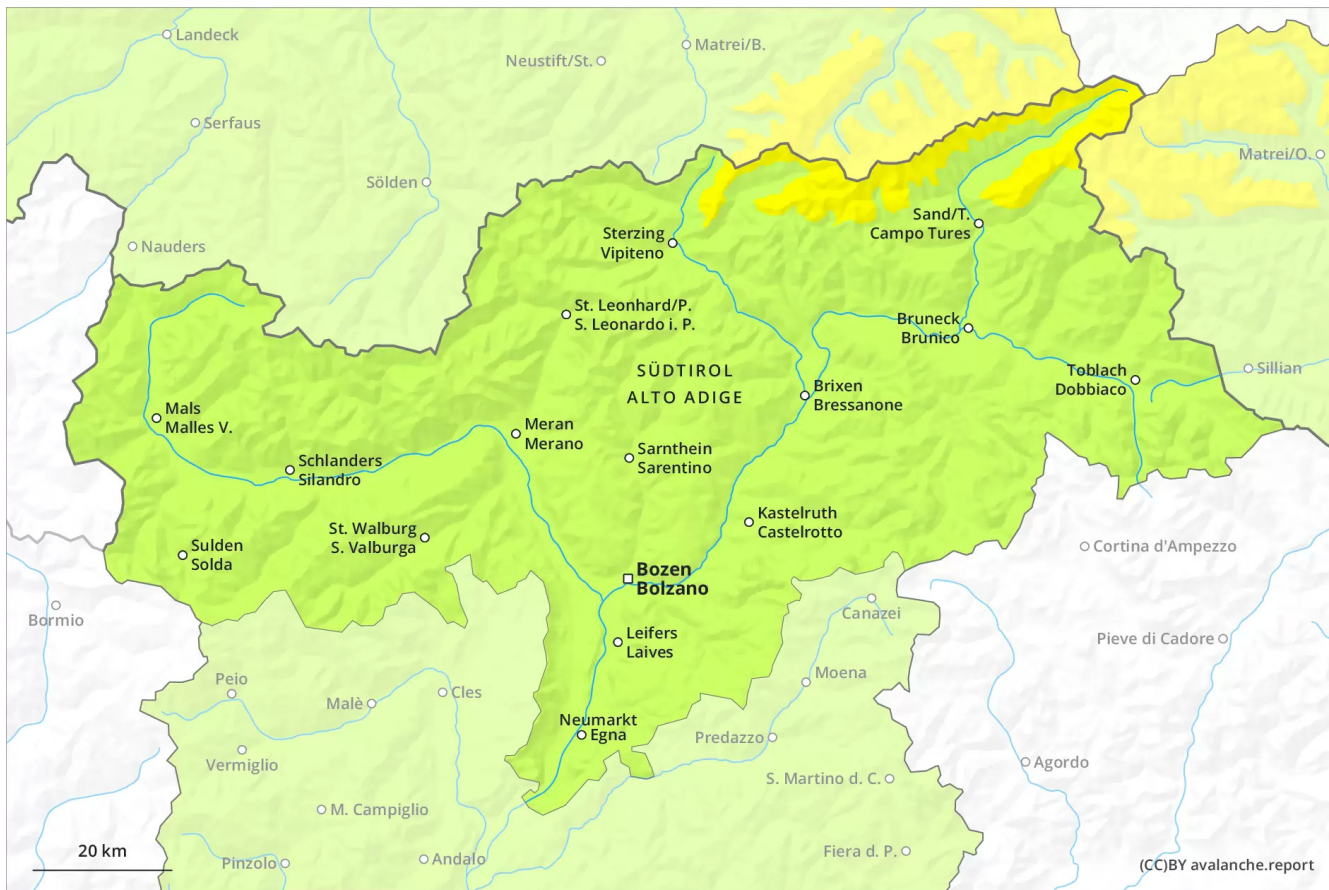 Landeck
Matrei/B.
Neustift/St.
Serfaus
Matrei/O.
Sölden
Sand/T.
Campo Tures
Nauders
Sterzing
Vipiteno
St. Leonhard/P.
S. Leonardo i. P.
Bruneck
Brunico
SÜDTIROL
ALTO ADIGE
Toblach
Dobbiaco
Sillian
Brixen
Bressanone
Mals
Malles V.
Meran
Merano
Schlanders
Silandro
Sarnthein
Sarentino
Kastelruth
Castelrotto
St. Walburg
S. Valburga
Sulden
Solda
Cortina d'Ampezzo
Bozen
Bolzano
Bormio
Canazei
Leifers
Laives
Pieve di Cadore
Peio
Moena
Malè
Cles
Neumarkt
Egna
Predazzo
Vermiglio
Agordo
S. Martino d. C.
M. Campiglio
20 km
Pinzolo
Andalo
Fiera d. P.
(CC)BY avalanche.report